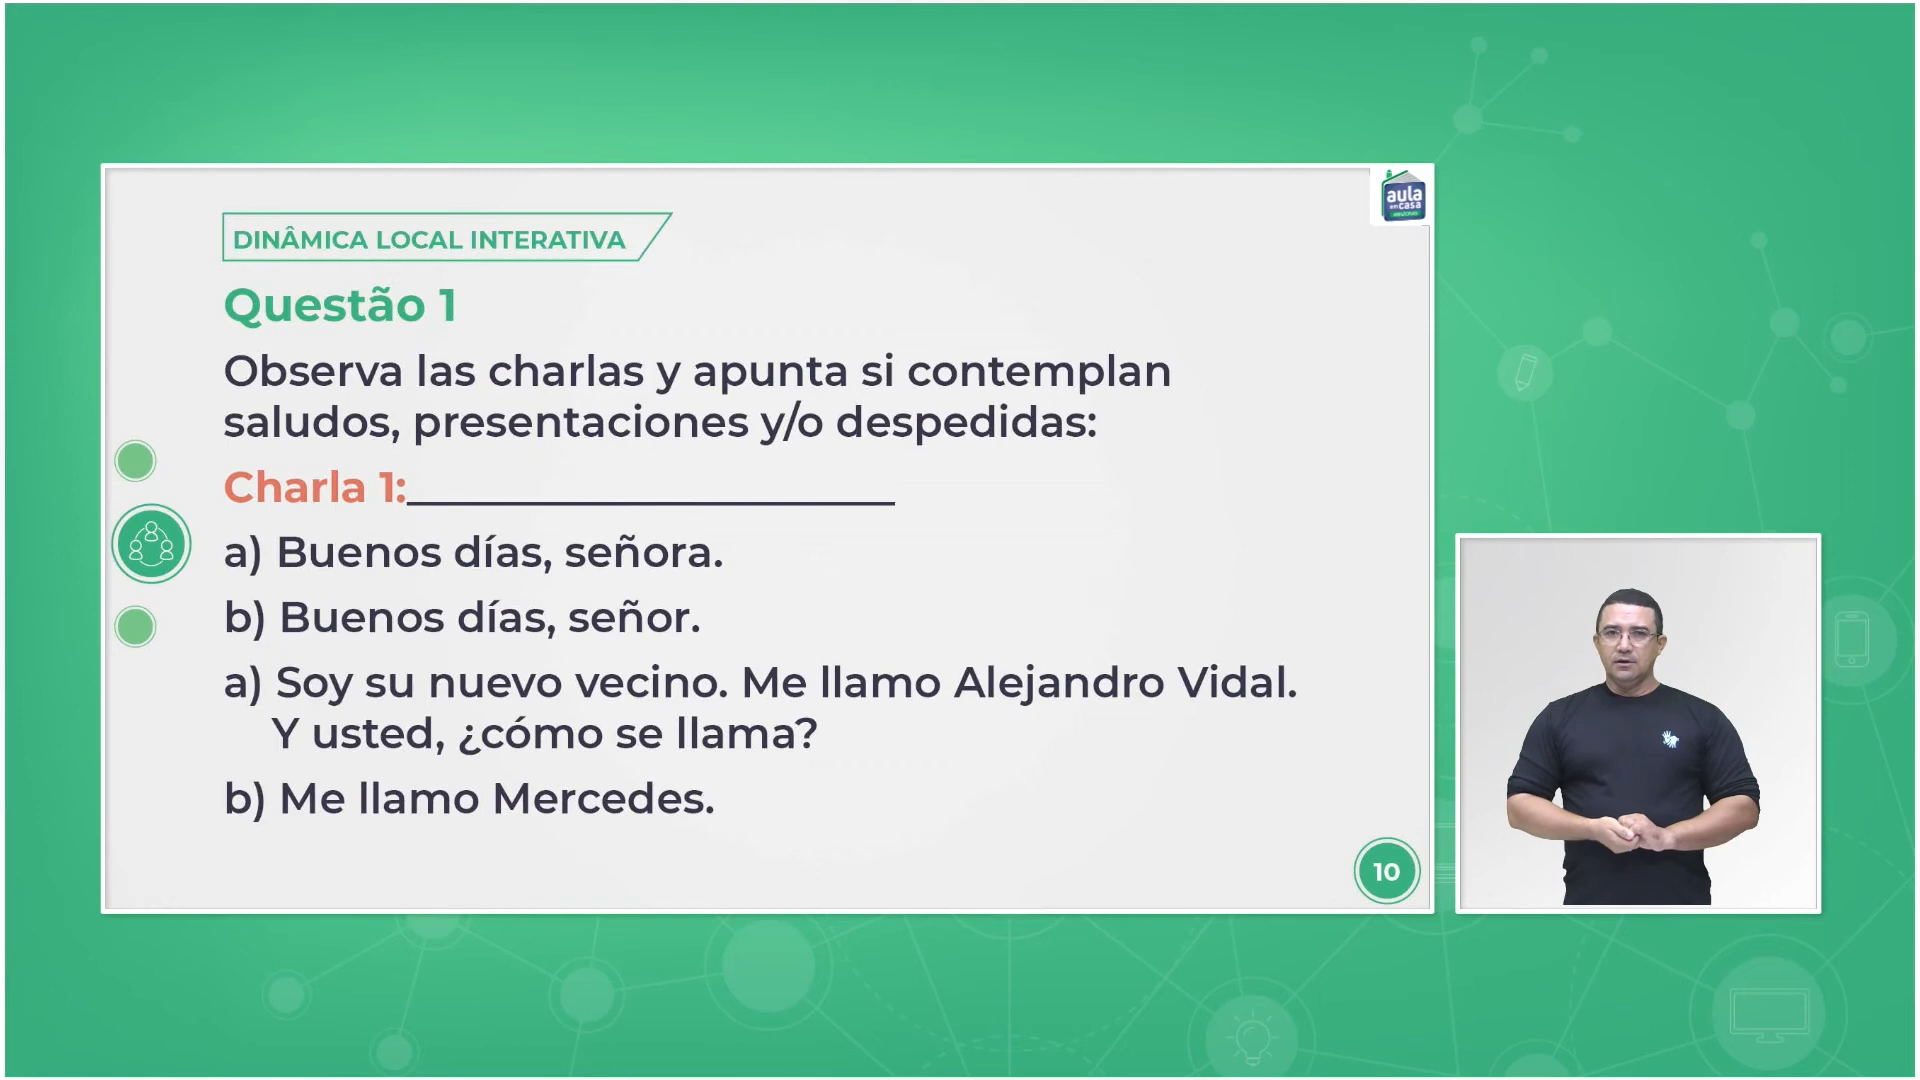 aula
em casa
DINÂMICA LOCAL INTERATIVA
Questão 1
Observa las charlas y apunta si contemplan
saludos, presentaciones y/o despedidas:
Charla 1:____________________
a) Buenos días, señora.
b) Buenos días, señor.
a) Soy su nuevo vecino. Me llamo Alejandro Vidal.
Y usted, ¿cómo se llama?
b) Me llamo Mercedes.
10